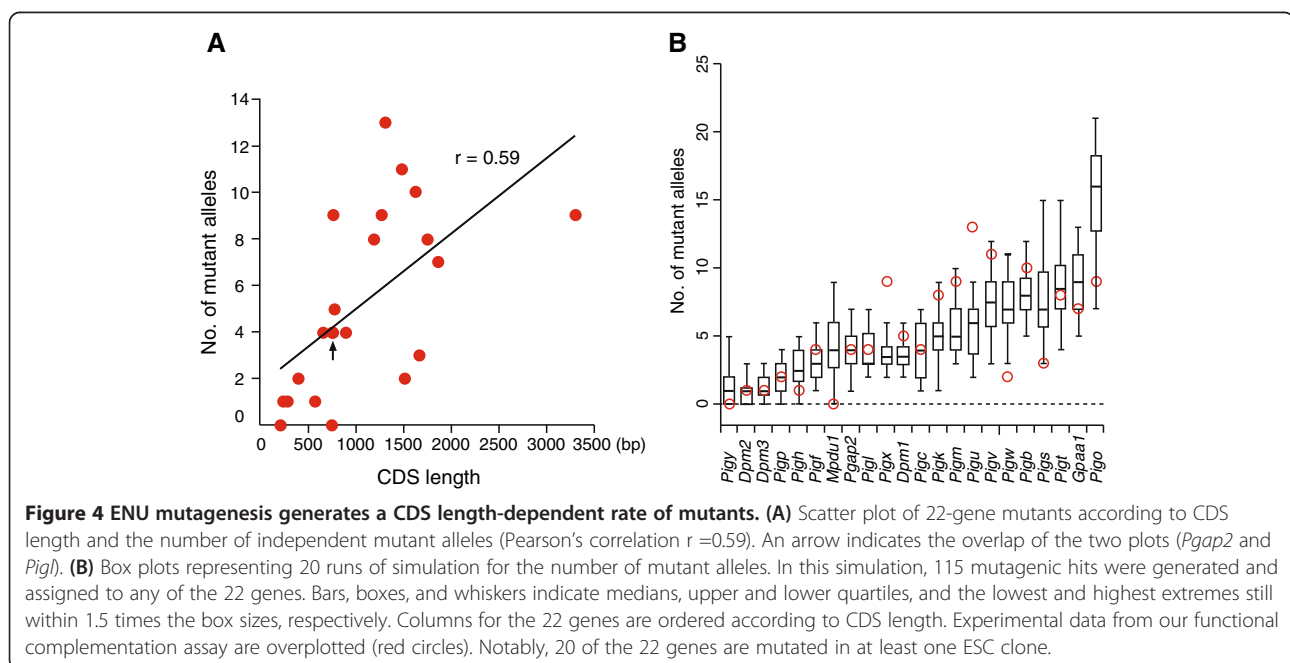 A
No. of mutant alleles
14
12
10
8
6
4
2
0
r = 0.59
0
500
1000
1500
2000
2500
3000
3500 (bp)
CDS length
B
No. of mutant alleles
25
20
15
10
5
0
Pigy
Dpm2
Dpm3
Pigp
Pigh
Pigf
Mpdu1
Pgap2
Pigl
Pigx
Dpm1
Pigc
Pigk
Pigm
Pigu
Pigv
Pigw
Pigb
Pigs
Pigt
Gpaa1
Pigo
Figure 4 ENU mutagenesis generates a CDS length-dependent rate of mutants. (A) Scatter plot of 22-gene mutants according to CDS
length and the number of independent mutant alleles (Pearson's correlation r =0.59). An arrow indicates the overlap of the two plots (Pgap2 and
Pigl). (B) Box plots representing 20 runs of simulation for the number of mutant alleles. In this simulation, 115 mutagenic hits were generated and
assigned to any of the 22 genes. Bars, boxes, and whiskers indicate medians, upper and lower quartiles, and the lowest and highest extremes still
within 1.5 times the box sizes, respectively. Columns for the 22 genes are ordered according to CDS length. Experimental data from our functional
complementation assay are overplotted (red circles). Notably, 20 of the 22 genes are mutated in at least one ESC clone.